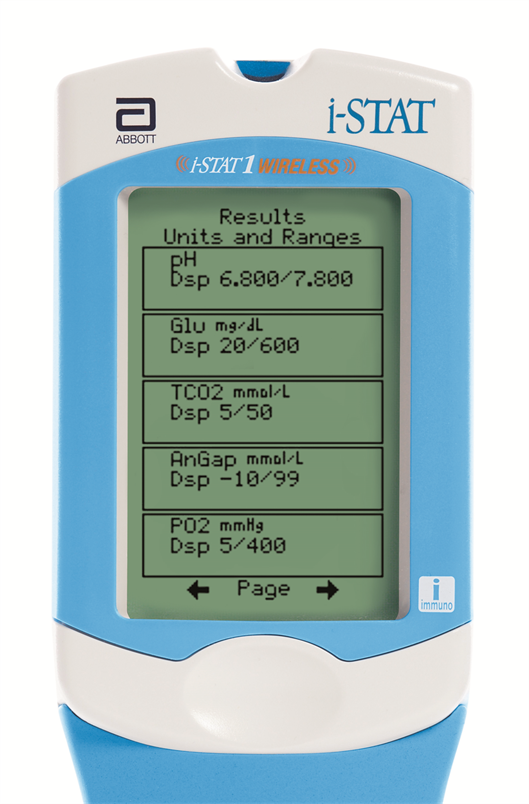 ABBOTT
i-STAT
i-STAT 1 WIRELESS
Results
Units and Ranges
pH
Dsp 6.800/7.800
Glu mg/dL
Dsp 20/600
TCO2 mmol/L
Dsp 5/50
AnGap mmol/L
Dsp -10/99
PO2 mmHg
Dsp 5/400
← Page →
i
immuno